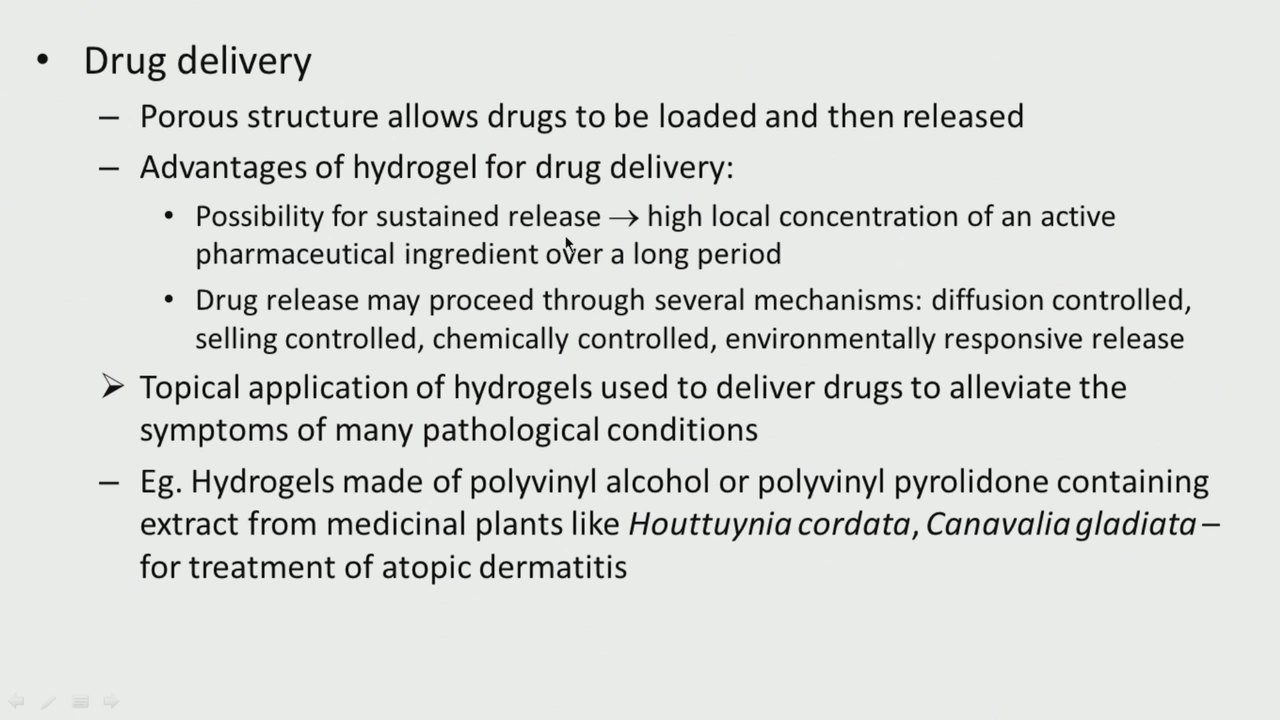 • Drug delivery
– Porous structure allows drugs to be loaded and then released
– Advantages of hydrogel for drug delivery:
• Possibility for sustained release → high local concentration of an active
pharmaceutical ingredient over a long period
• Drug release may proceed through several mechanisms: diffusion controlled,
selling controlled, chemically controlled, environmentally responsive release
➢ Topical application of hydrogels used to deliver drugs to alleviate the
symptoms of many pathological conditions
– Eg. Hydrogels made of polyvinyl alcohol or polyvinyl pyrolidone containing
extract from medicinal plants like Houttuynia cordata, Canavalia gladiata –
for treatment of atopic dermatitis